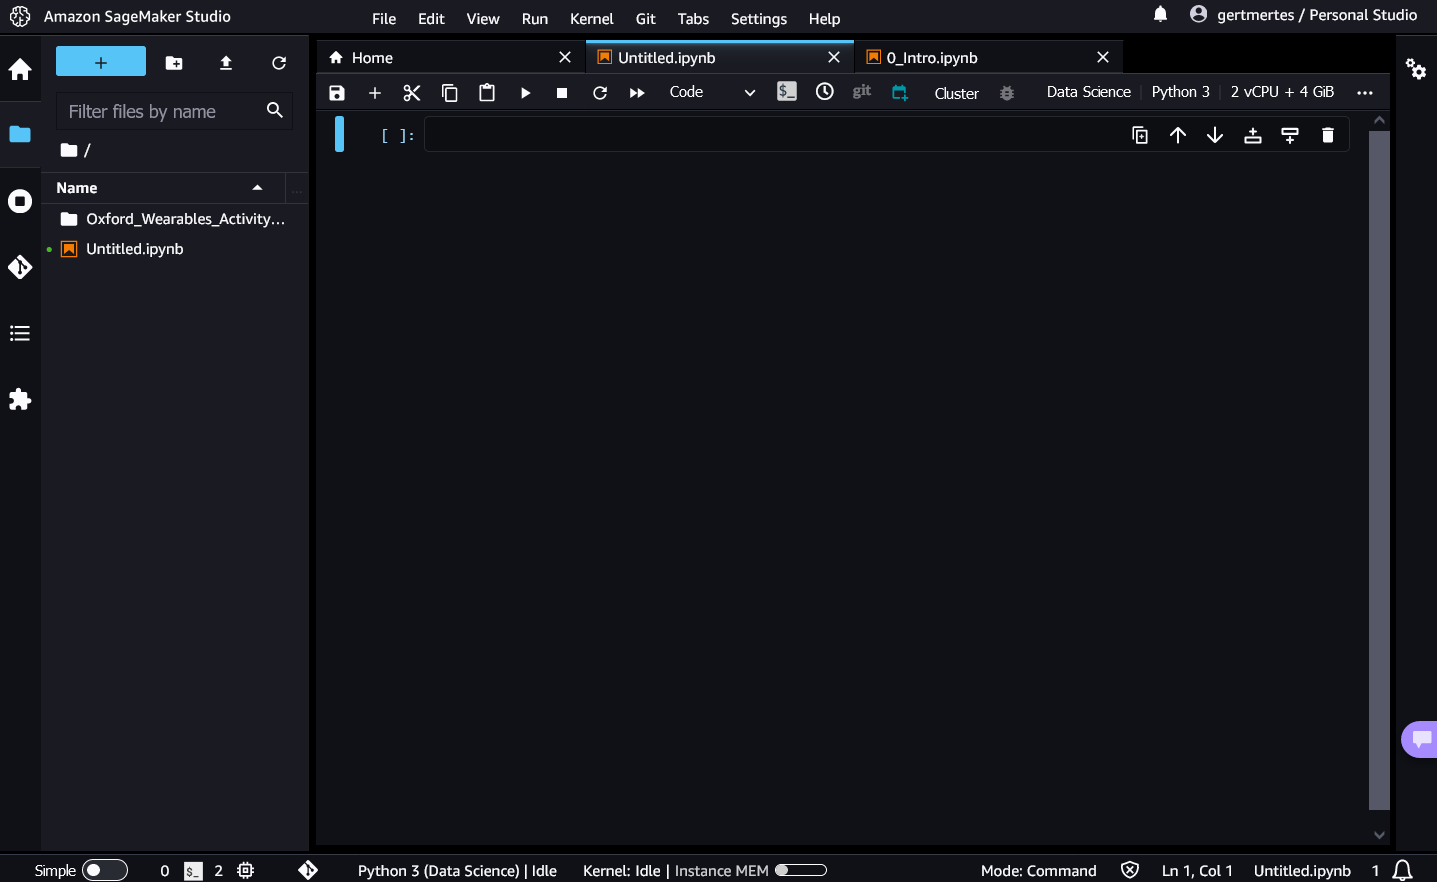 Amazon SageMaker Studio
File Edit View Run Kernel Git Tabs Settings Help
gertmertes / Personal Studio
+
Filter files by name
/
Name
...
Oxford_Wearables_Activity...
Untitled.ipynb
Home
Untitled.ipynb
0_Intro.ipynb
Code
$_
git
Cluster
Data Science
Python 3
2 vCPU + 4 GiB
[ ]:
Simple
0
$_
2
Python 3 (Data Science) | Idle
Kernel: Idle | Instance MEM
Mode: Command
Ln 1, Col 1
Untitled.ipynb
1